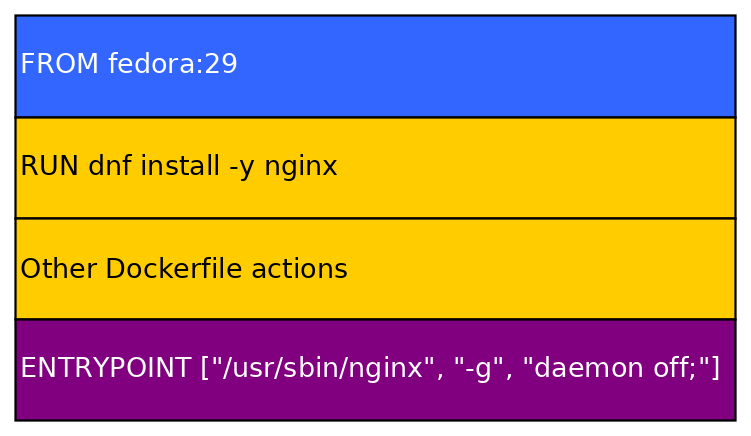 FROM fedora:29
RUN dnf install -y nginx
Other Dockerfile actions
ENTRYPOINT ["/usr/sbin/nginx", "-g", "daemon off;"]